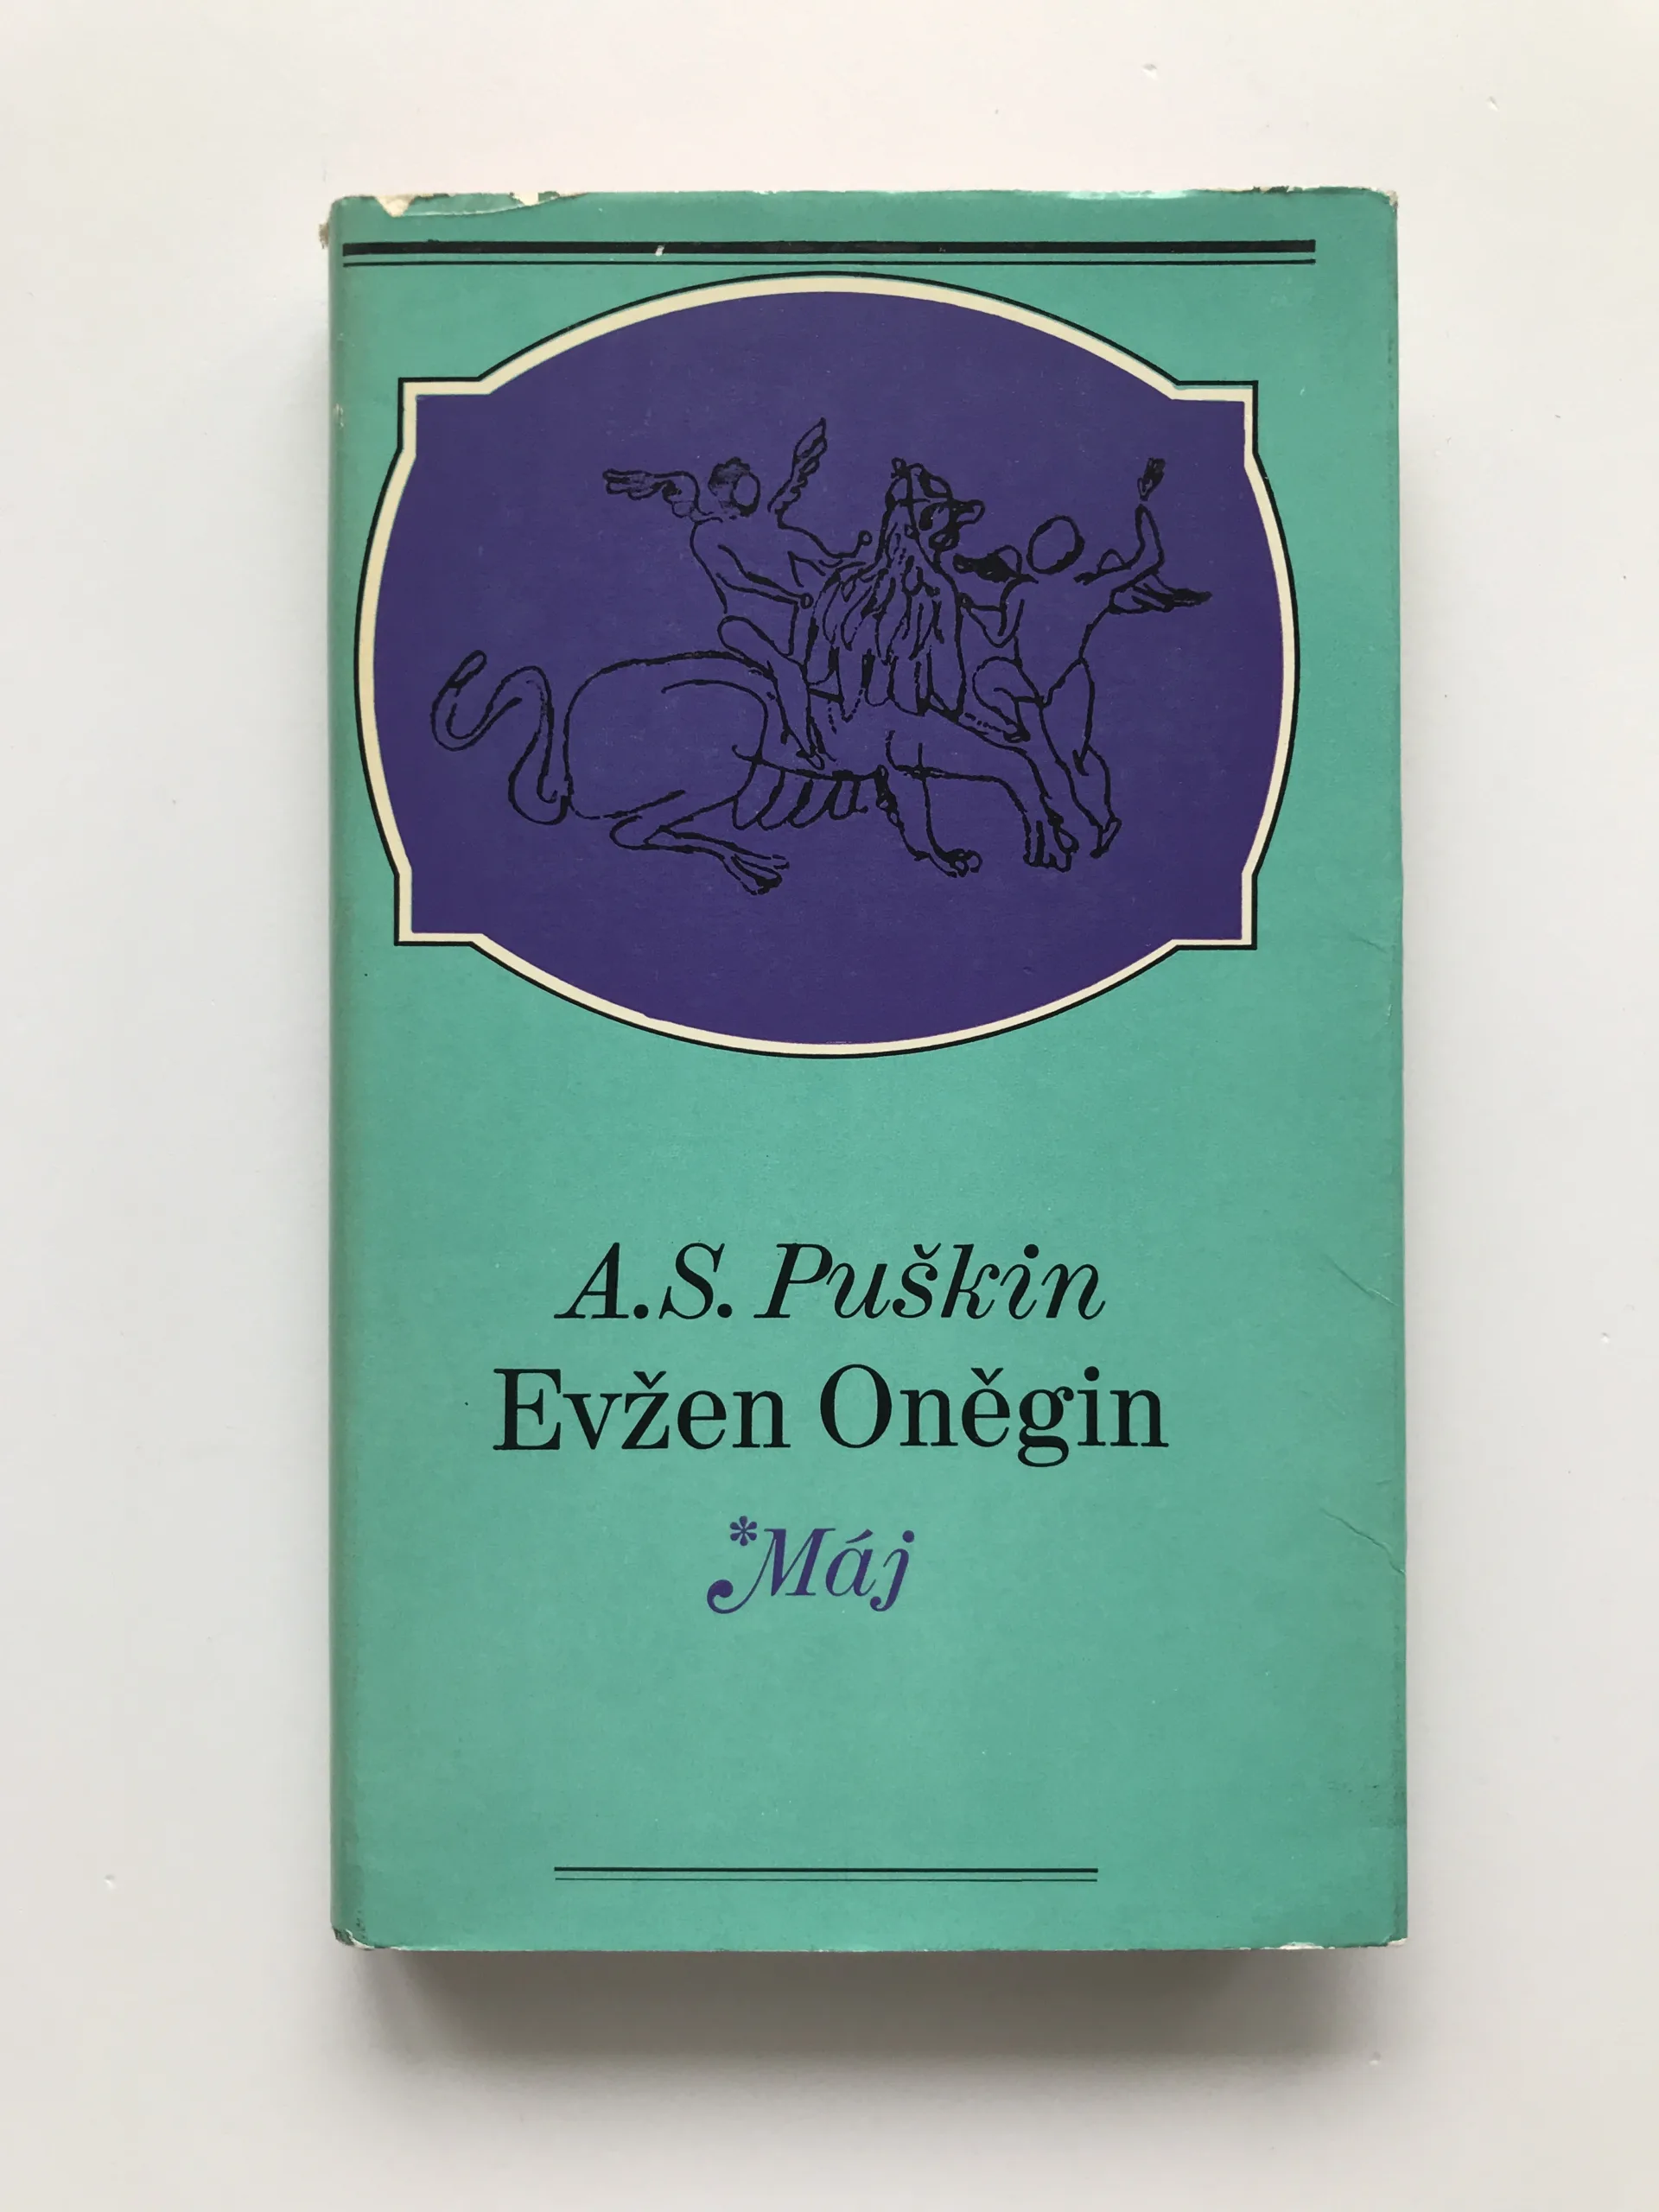 A.S. Puškin
Evžen Oněgin
*Máj